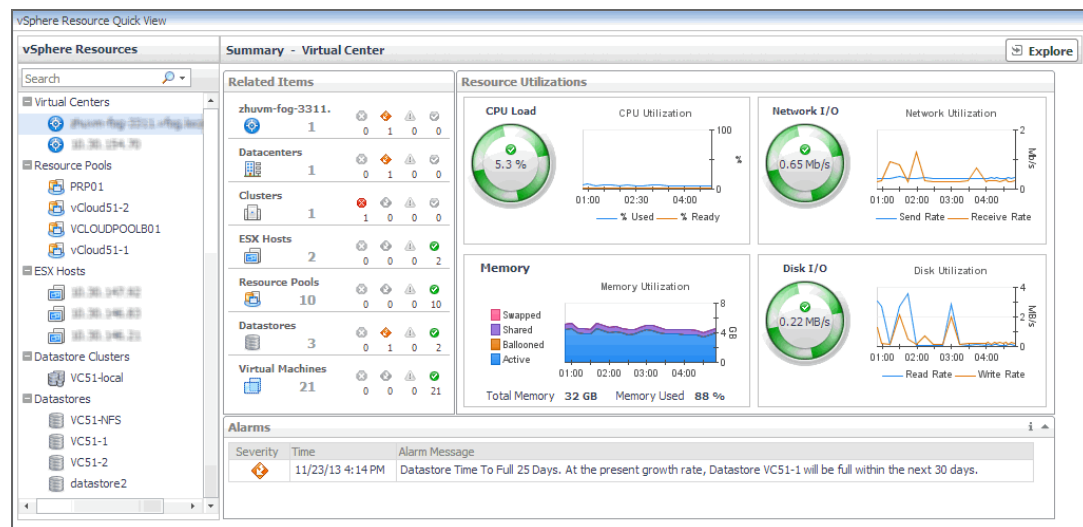 vSphere Resource Quick View
vSphere Resources
Search
Virtual Centers
Resource Pools
PRP01
vCloud51-2
VCLOUDPOOLB01
vCloud51-1
ESX Hosts
Datastore Clusters
VC51-local
Datastores
VC51-NFS
VC51-1
VC51-2
datastore2
Summary - Virtual Center
Explore
Related Items
zhuvm-fog-3311.
1 0 1 0 0
Datacenters
1 0 1 0 0
Clusters
1 1 0 0 0
ESX Hosts
2 0 0 0 2
Resource Pools
10 0 0 0 10
Datastores
3 0 1 0 2
Virtual Machines
21 0 0 0 21
Resource Utilizations
CPU Load
5.3 %
CPU Utilization
100
%
0
01:00 02:30 04:00
% Used % Ready
Network I/O
0.65 Mb/s
Network Utilization
2
Mb/s
0
01:00 02:00 03:00 04:00
Send Rate Receive Rate
Memory
Swapped
Shared
Ballooned
Active
Memory Utilization
8
4
GB
0
01:00 02:00 03:00 04:00
Total Memory 32 GB Memory Used 88 %
Disk I/O
0.22 MB/s
Disk Utilization
4
2
MB/s
0
01:00 02:00 03:00 04:00
Read Rate Write Rate
Alarms
i
Severity Time Alarm Message
11/23/13 4:14 PM Datastore Time To Full 25 Days. At the present growth rate, Datastore VC51-1 will be full within the next 30 days.